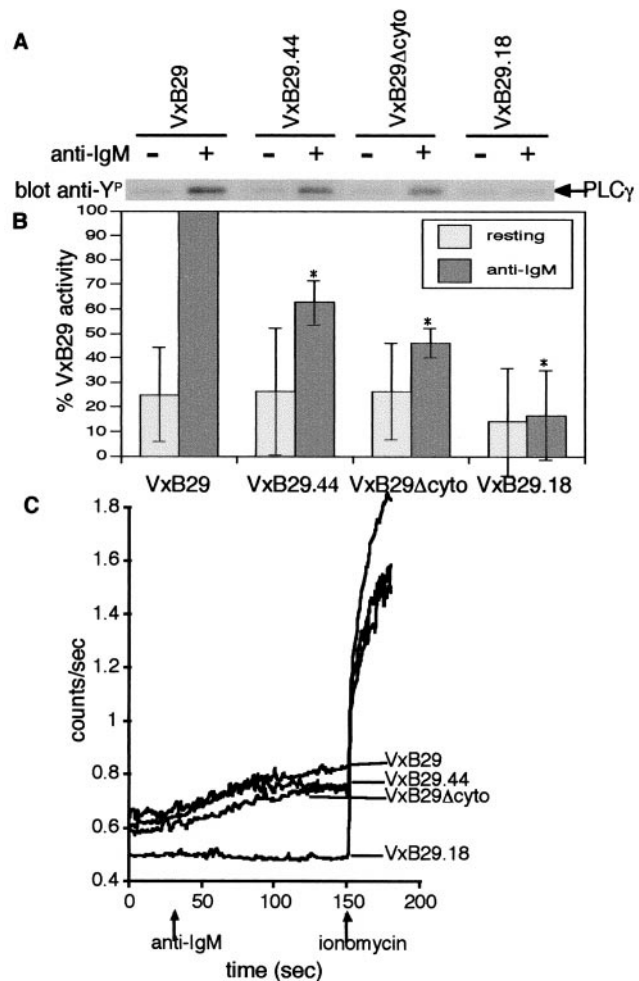 A
VxB29
VxB29.44
VxB29Δcyto
VxB29.18
anti-IgM - + - + - + - +
blot anti-Yᴾ PLCγ
B
100
90
80
70
60
50
40
30
20
10
0
% VxB29 activity
resting
anti-IgM
*
*
*
VxB29 VxB29.44 VxB29Δcyto VxB29.18
C
1.8
1.6
1.4
1.2
1
0.8
0.6
0.4
counts/sec
VxB29
VxB29.44
VxB29Δcyto
VxB29.18
0 50 100 150 200
anti-IgM ionomycin
time (sec)